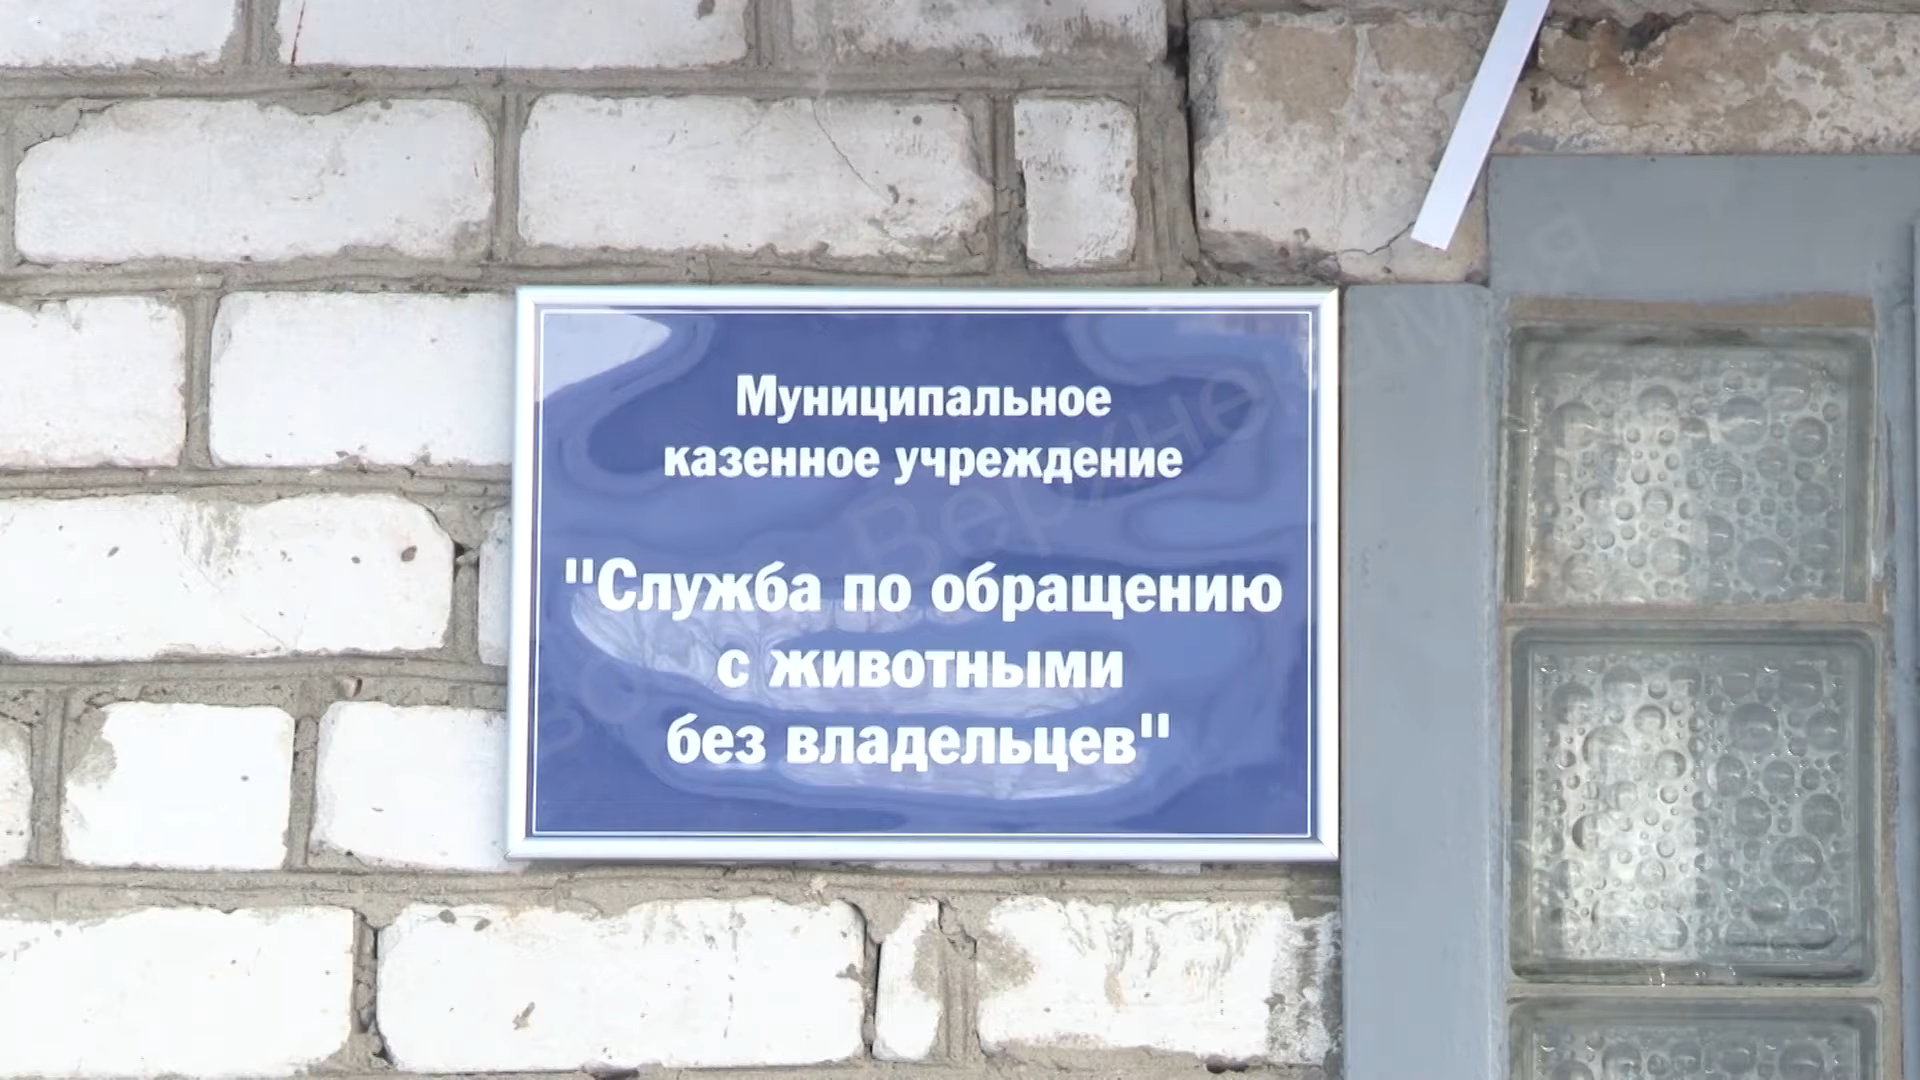 Муниципальное
казенное учреждение
"Служба по обращению
с животными
без владельцев"